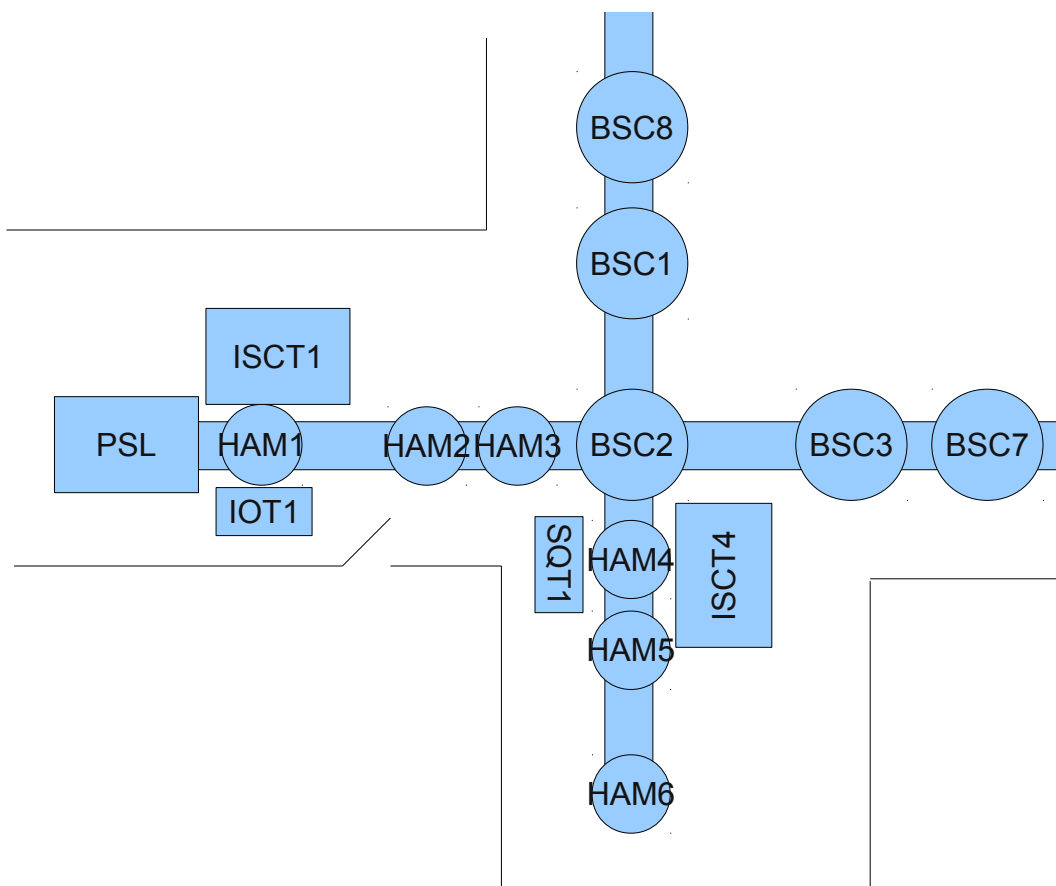 BSC8
BSC1
ISCT1
PSL
HAM1
HAM2
HAM3
BSC2
BSC3
BSC7
IOT1
SQT1
HAM4
ISCT4
HAM5
HAM6